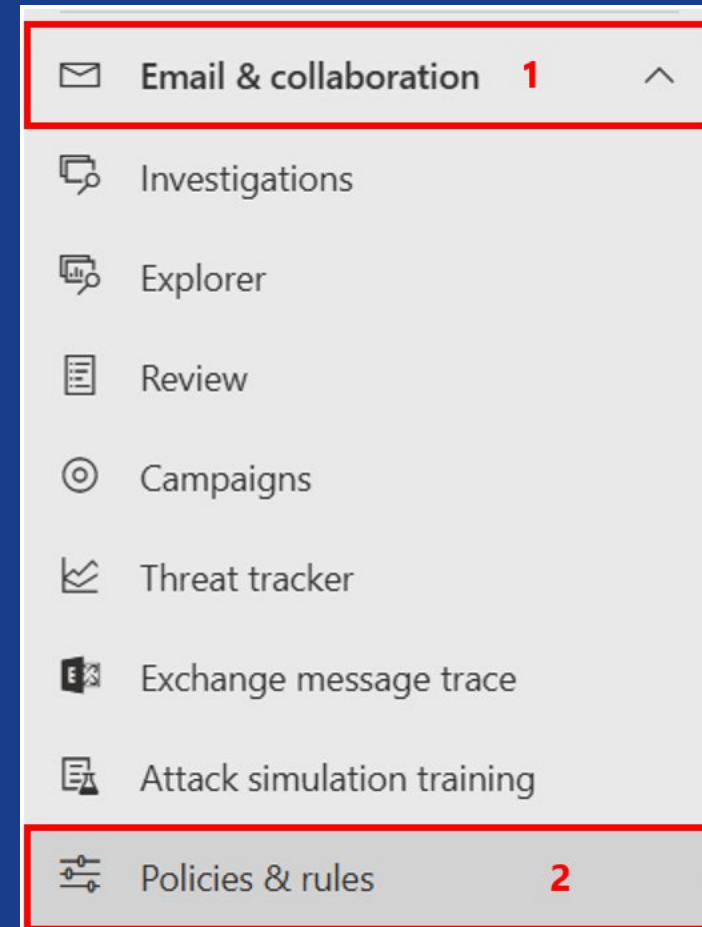 Email & collaboration 1
Investigations
Explorer
Review
Campaigns
Threat tracker
Exchange message trace
Attack simulation training
Policies & rules 2